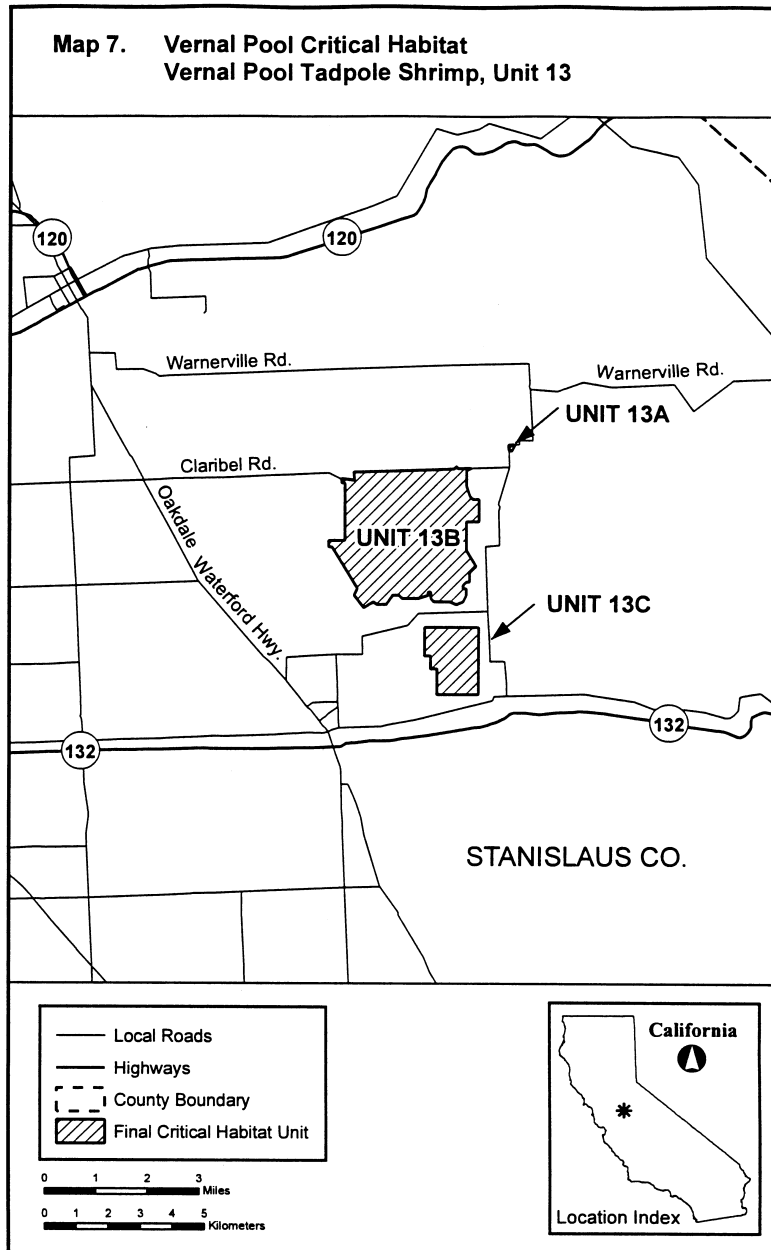 Map 7. Vernal Pool Critical Habitat
Vernal Pool Tadpole Shrimp, Unit 13
120
120
Warnerville Rd.
Warnerville Rd.
UNIT 13A
Claribel Rd.
Oakdale Waterford Hwy.
UNIT 13B
UNIT 13C
132
132
STANISLAUS CO.
Local Roads
Highways
County Boundary
Final Critical Habitat Unit
0 1 2 3
Miles
0 1 2 3 4 5
Kilometers
California
Location Index